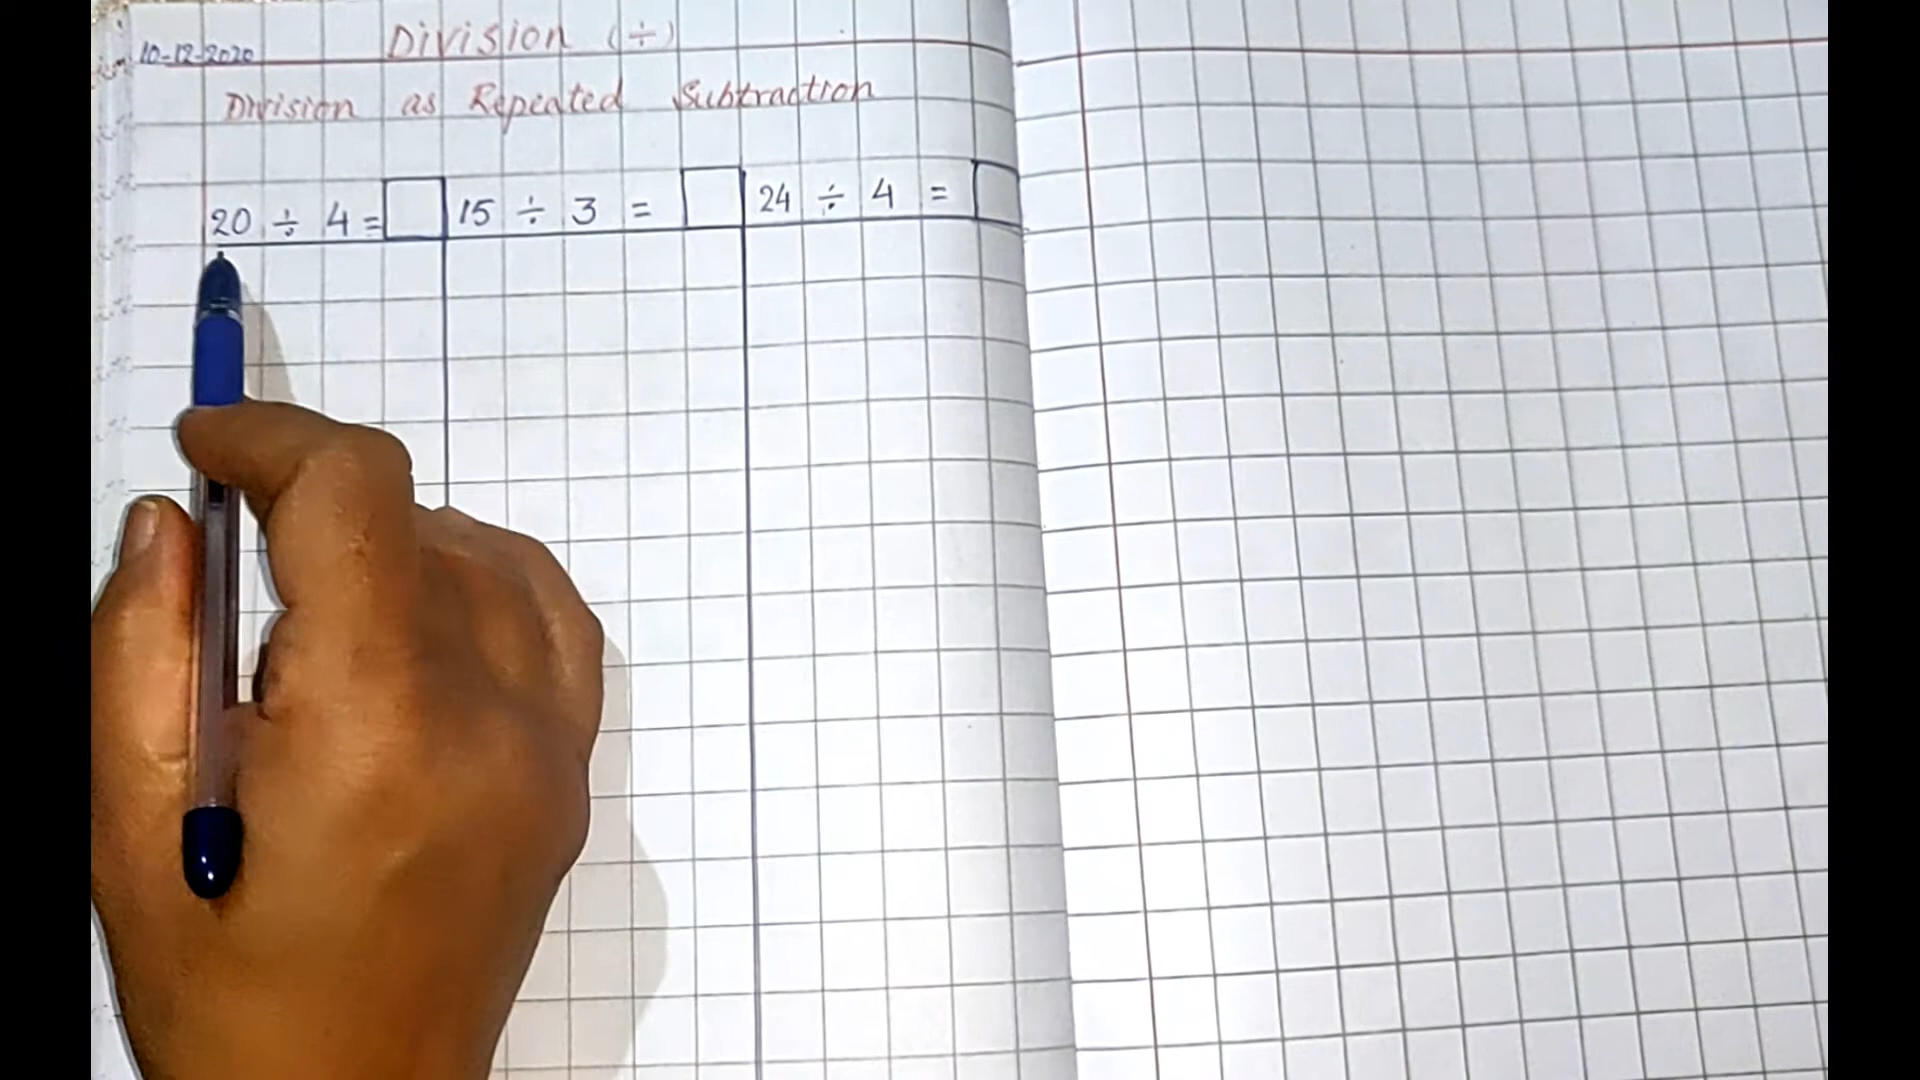 10-12-2020 Division (÷)
Division as Repeated Subtraction
20 ÷ 4 = 15 ÷ 3 = 24 ÷ 4 =